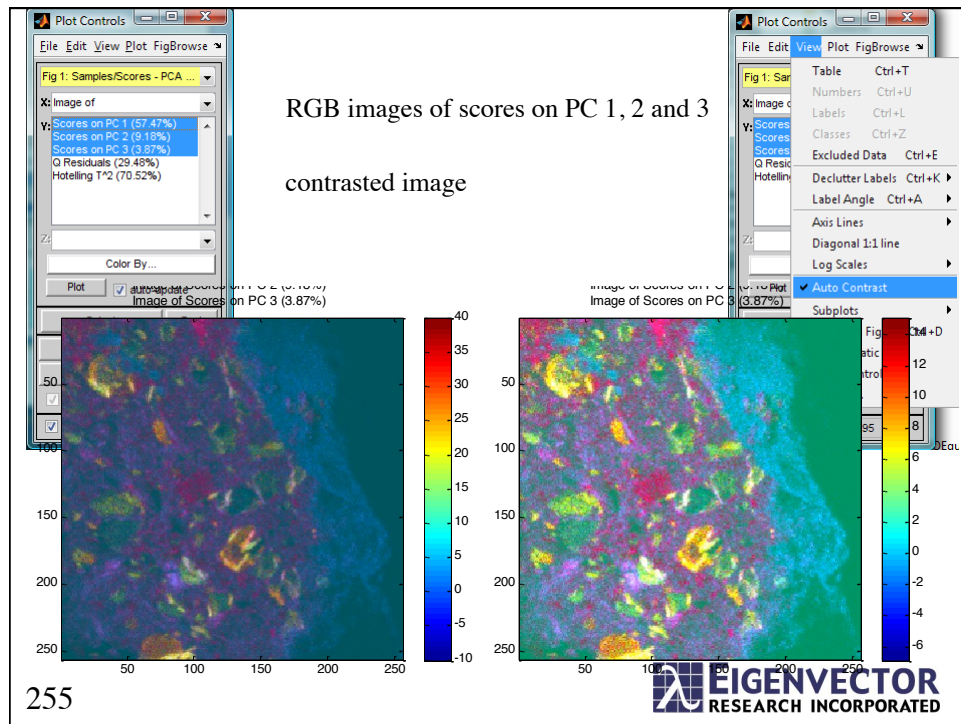 Plot Controls
File Edit View Plot FigBrowse
Fig 1: Samples/Scores - PCA ...
X: Image of
Y: Scores on PC 1 (57.47%)
Scores on PC 2 (9.18%)
Scores on PC 3 (3.87%)
Q Residuals (29.48%)
Hotelling T^2 (70.52%)
Z:
Color By...
Plot
auto-update
RGB images of scores on PC 1, 2 and 3
contrasted image
Plot Controls
File Edit View Plot FigBrowse
Fig 1: Sar
X: Image o
Y: Scores
Scores
Scores
Q Resid
Hotelling
Z:
Plot
Table Ctrl+T
Numbers Ctrl+U
Labels Ctrl+L
Classes Ctrl+Z
Excluded Data Ctrl+E
Declutter Labels Ctrl+K
Label Angle Ctrl+A
Axis Lines
Diagonal 1:1 line
Log Scales
Auto Contrast
Subplots
Image of Scores on PC 3 (3.87%)
50
100
150
200
250
50 100 150 200 250
40
35
30
25
20
15
10
5
0
-5
-10
Image of Scores on PC 3 (3.87%)
50
100
150
200
250
50 100 150 200 250
14
12
10
8
6
4
2
0
-2
-4
-6
255
EIGENVECTOR
RESEARCH INCORPORATED